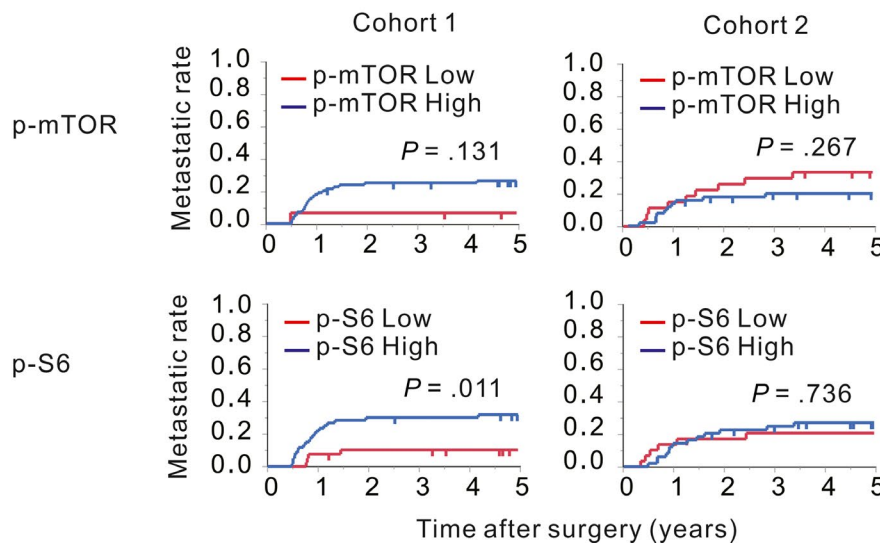 Cohort 1
Cohort 2
p-mTOR
Metastatic rate
1.0
0.8
0.6
0.4
0.2
0.0
p-mTOR Low
p-mTOR High
P = .131
0 1 2 3 4 5
1.0
0.8
0.6
0.4
0.2
0.0
p-mTOR Low
p-mTOR High
P = .267
0 1 2 3 4 5
p-S6
Metastatic rate
1.0
0.8
0.6
0.4
0.2
0.0
p-S6 Low
p-S6 High
P = .011
0 1 2 3 4 5
1.0
0.8
0.6
0.4
0.2
0.0
p-S6 Low
p-S6 High
P = .736
0 1 2 3 4 5
Time after surgery (years)